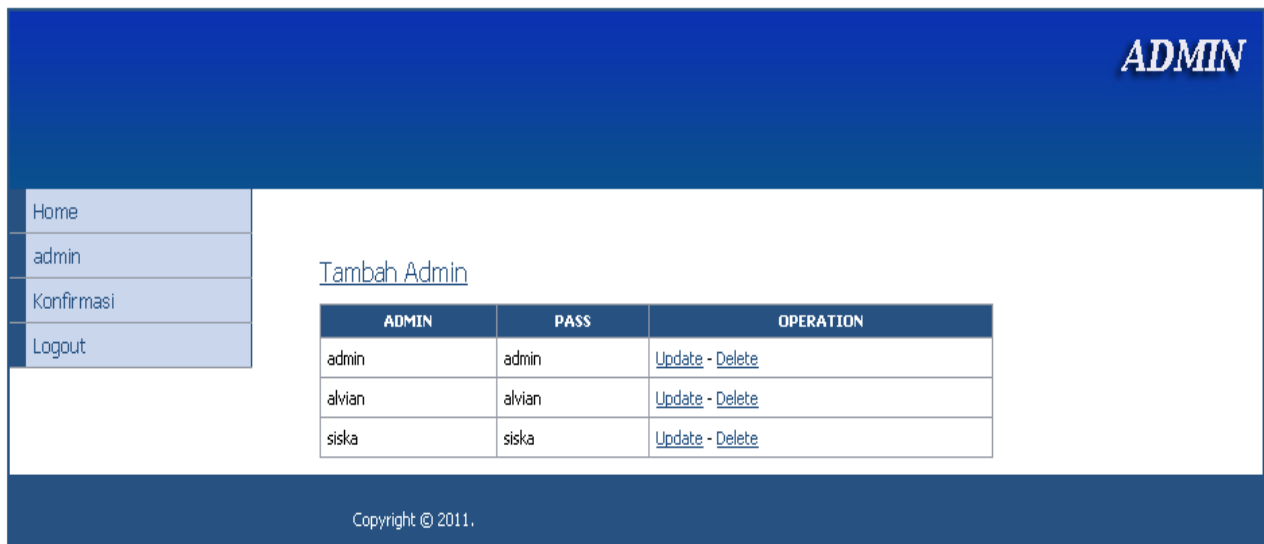 ADMIN
Home
admin
Konfirmasi
Logout
Tambah Admin
ADMIN PASS OPERATION
admin admin Update - Delete
alvian alvian Update - Delete
siska siska Update - Delete
Copyright © 2011.